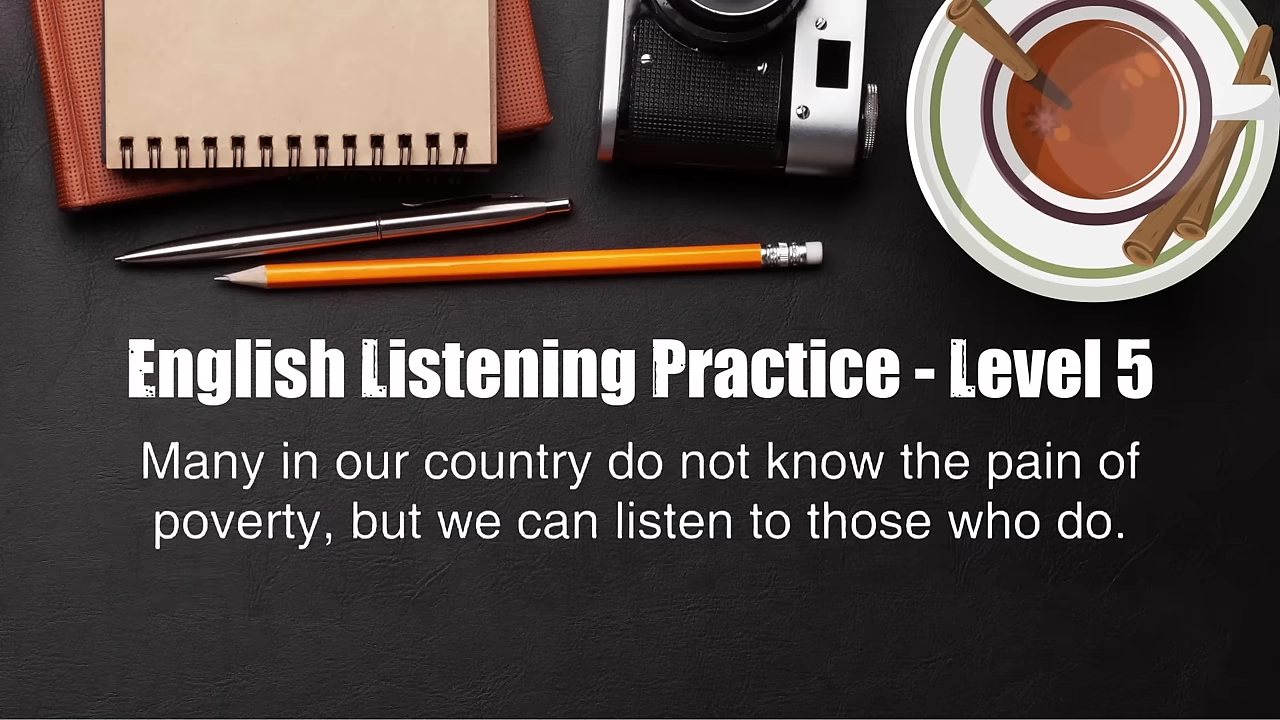 English Listening Practice - Level 5
Many in our country do not know the pain of
poverty, but we can listen to those who do.